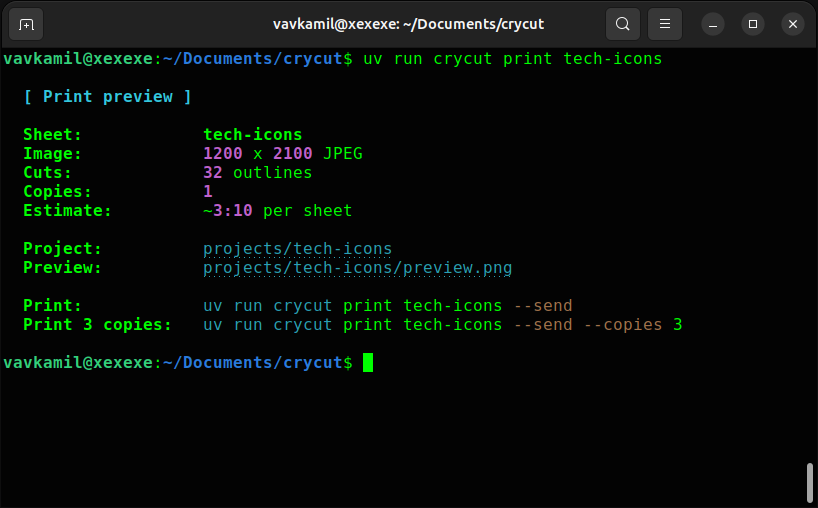 vavkamil@xexexe: ~/Documents/crycut
vavkamil@xexexe:~/Documents/crycut$ uv run crycut print tech-icons
[ Print preview ]
Sheet: tech-icons
Image: 1200 x 2100 JPEG
Cuts: 32 outlines
Copies: 1
Estimate: ~3:10 per sheet
Project: projects/tech-icons
Preview: projects/tech-icons/preview.png
Print: uv run crycut print tech-icons --send
Print 3 copies: uv run crycut print tech-icons --send --copies 3
vavkamil@xexexe:~/Documents/crycut$